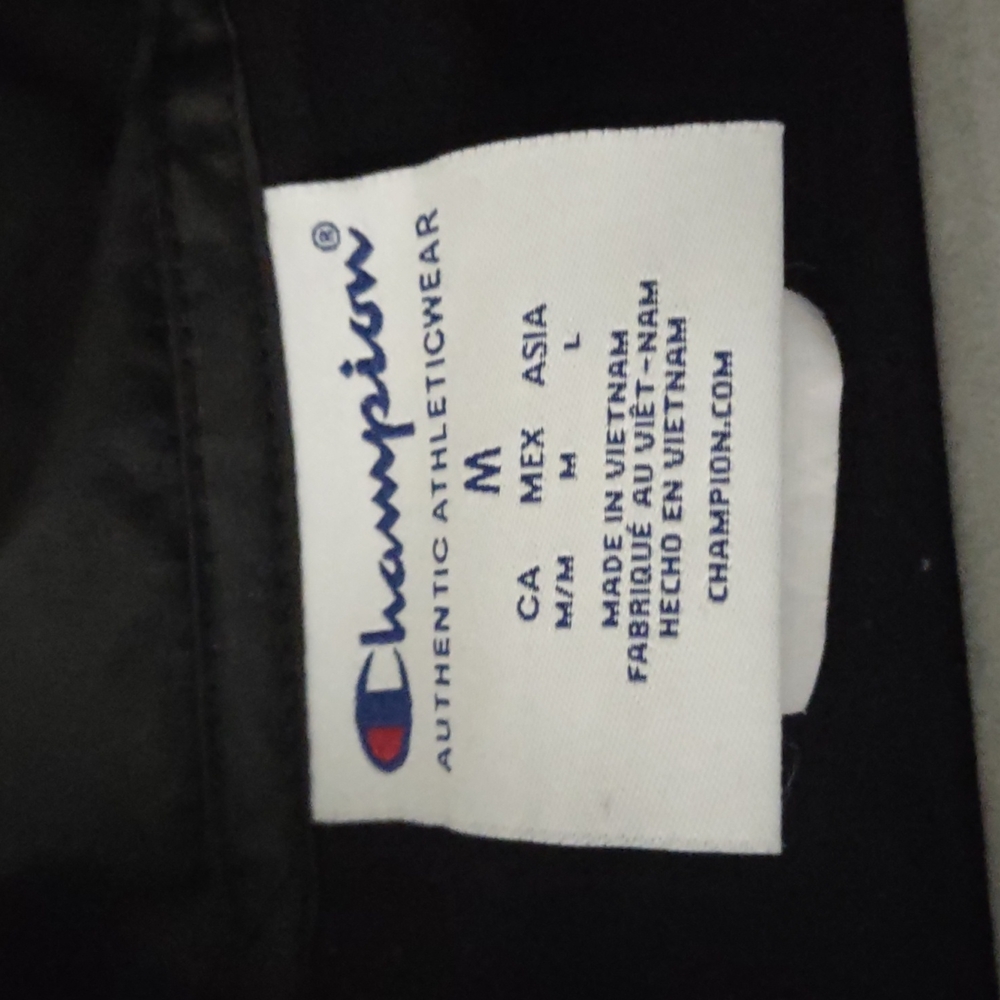 Champion®
AUTHENTIC ATHLETICWEAR
M
CA MEX ASIA
M/M M L
MADE IN VIETNAM
FABRIQUÉ AU VIÊT-NAM
HECHO EN VIETNAM
CHAMPION.COM